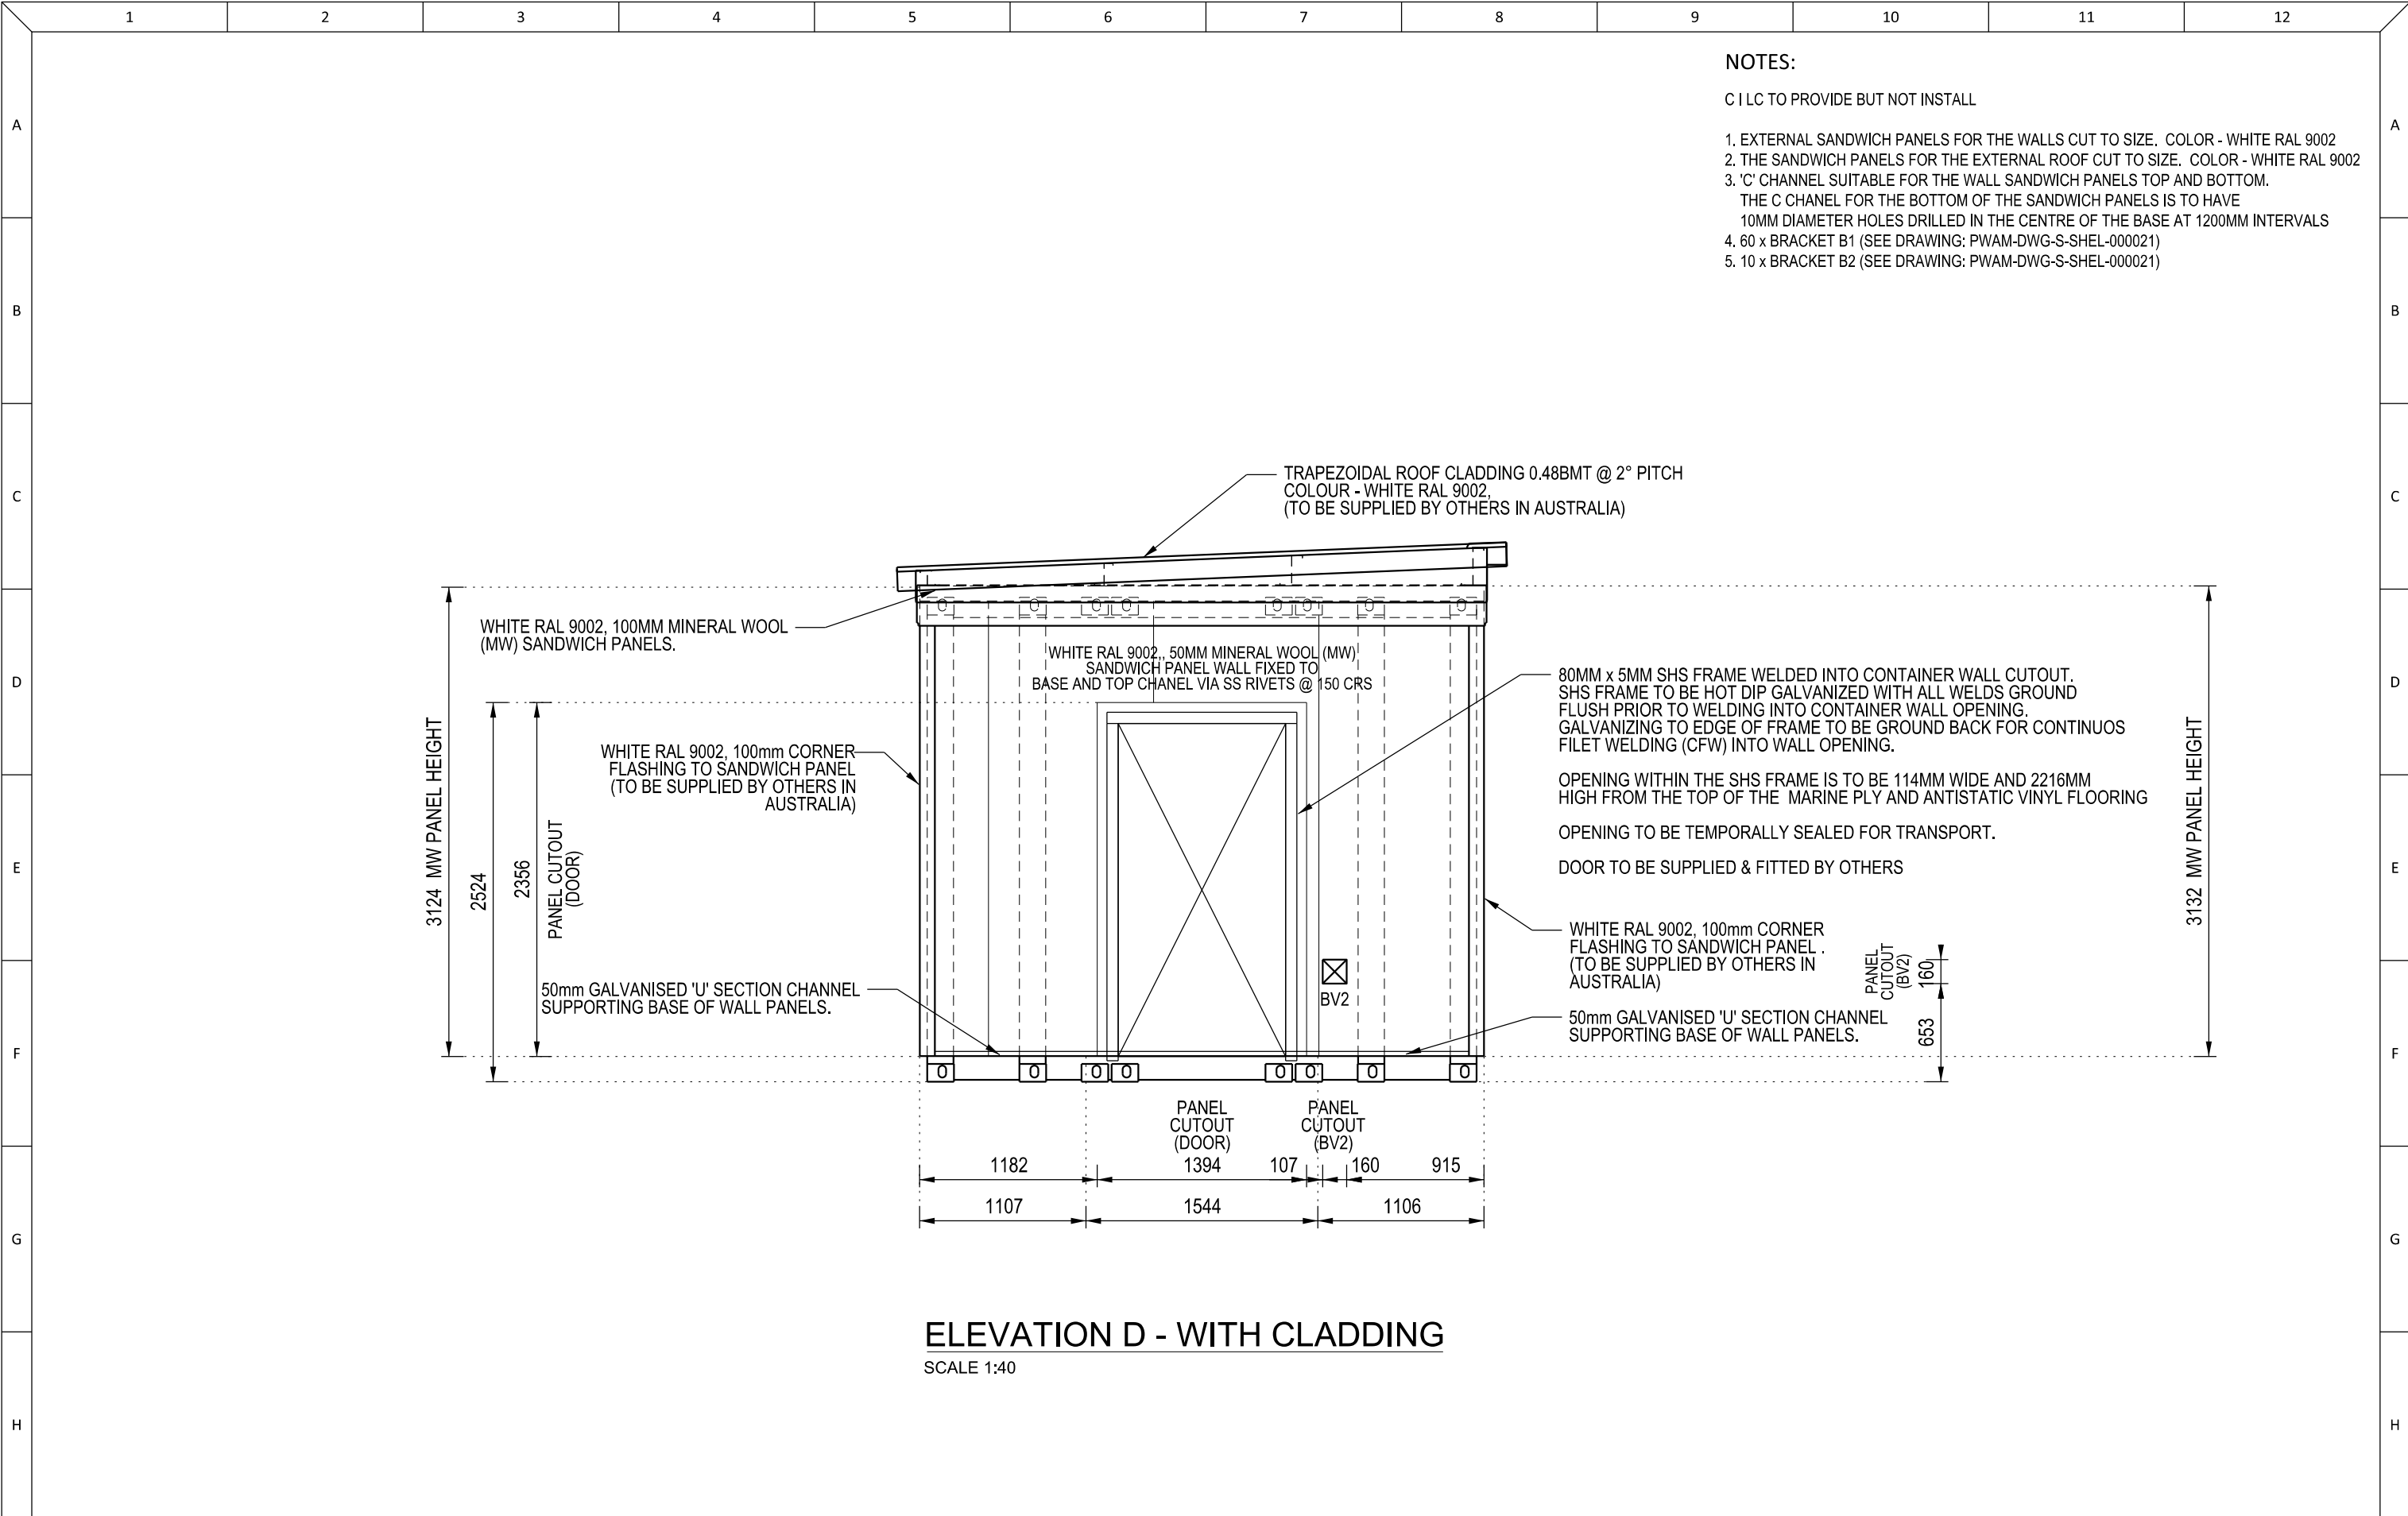 1 2 3 4 5 6 7 8 9 10 11 12
A
B
C
D
E
F
G
H
A
B
C
D
E
F
G
H
NOTES:
C I LC TO PROVIDE BUT NOT INSTALL
1. EXTERNAL SANDWICH PANELS FOR THE WALLS CUT TO SIZE. COLOR - WHITE RAL 9002
2. THE SANDWICH PANELS FOR THE EXTERNAL ROOF CUT TO SIZE. COLOR - WHITE RAL 9002
3. 'C' CHANNEL SUITABLE FOR THE WALL SANDWICH PANELS TOP AND BOTTOM.
THE C CHANEL FOR THE BOTTOM OF THE SANDWICH PANELS IS TO HAVE
10MM DIAMETER HOLES DRILLED IN THE CENTRE OF THE BASE AT 1200MM INTERVALS
4. 60 x BRACKET B1 (SEE DRAWING: PWAM-DWG-S-SHEL-000021)
5. 10 x BRACKET B2 (SEE DRAWING: PWAM-DWG-S-SHEL-000021)
TRAPEZOIDAL ROOF CLADDING 0.48BMT @ 2° PITCH
COLOUR - WHITE RAL 9002,
(TO BE SUPPLIED BY OTHERS IN AUSTRALIA)
WHITE RAL 9002, 100MM MINERAL WOOL
(MW) SANDWICH PANELS.
WHITE RAL 9002,, 50MM MINERAL WOOL (MW)
SANDWICH PANEL WALL FIXED TO
BASE AND TOP CHANEL VIA SS RIVETS @ 150 CRS
80MM x 5MM SHS FRAME WELDED INTO CONTAINER WALL CUTOUT.
SHS FRAME TO BE HOT DIP GALVANIZED WITH ALL WELDS GROUND
FLUSH PRIOR TO WELDING INTO CONTAINER WALL OPENING.
GALVANIZING TO EDGE OF FRAME TO BE GROUND BACK FOR CONTINUOS
FILET WELDING (CFW) INTO WALL OPENING.
OPENING WITHIN THE SHS FRAME IS TO BE 114MM WIDE AND 2216MM
HIGH FROM THE TOP OF THE MARINE PLY AND ANTISTATIC VINYL FLOORING
OPENING TO BE TEMPORALLY SEALED FOR TRANSPORT.
DOOR TO BE SUPPLIED & FITTED BY OTHERS
WHITE RAL 9002, 100mm CORNER
FLASHING TO SANDWICH PANEL
(TO BE SUPPLIED BY OTHERS IN
AUSTRALIA)
3124 MW PANEL HEIGHT
2524
2356
PANEL CUTOUT
(DOOR)
50mm GALVANISED 'U' SECTION CHANNEL
SUPPORTING BASE OF WALL PANELS.
BV2
WHITE RAL 9002, 100mm CORNER
FLASHING TO SANDWICH PANEL .
(TO BE SUPPLIED BY OTHERS IN
AUSTRALIA)
50mm GALVANISED 'U' SECTION CHANNEL
SUPPORTING BASE OF WALL PANELS.
PANEL
CUTOUT
(BV2)
160
653
3132 MW PANEL HEIGHT
PANEL
CUTOUT
(DOOR)
PANEL
CUTOUT
(BV2)
1182 1394 107 160 915
1107 1544 1106
ELEVATION D - WITH CLADDING
SCALE 1:40